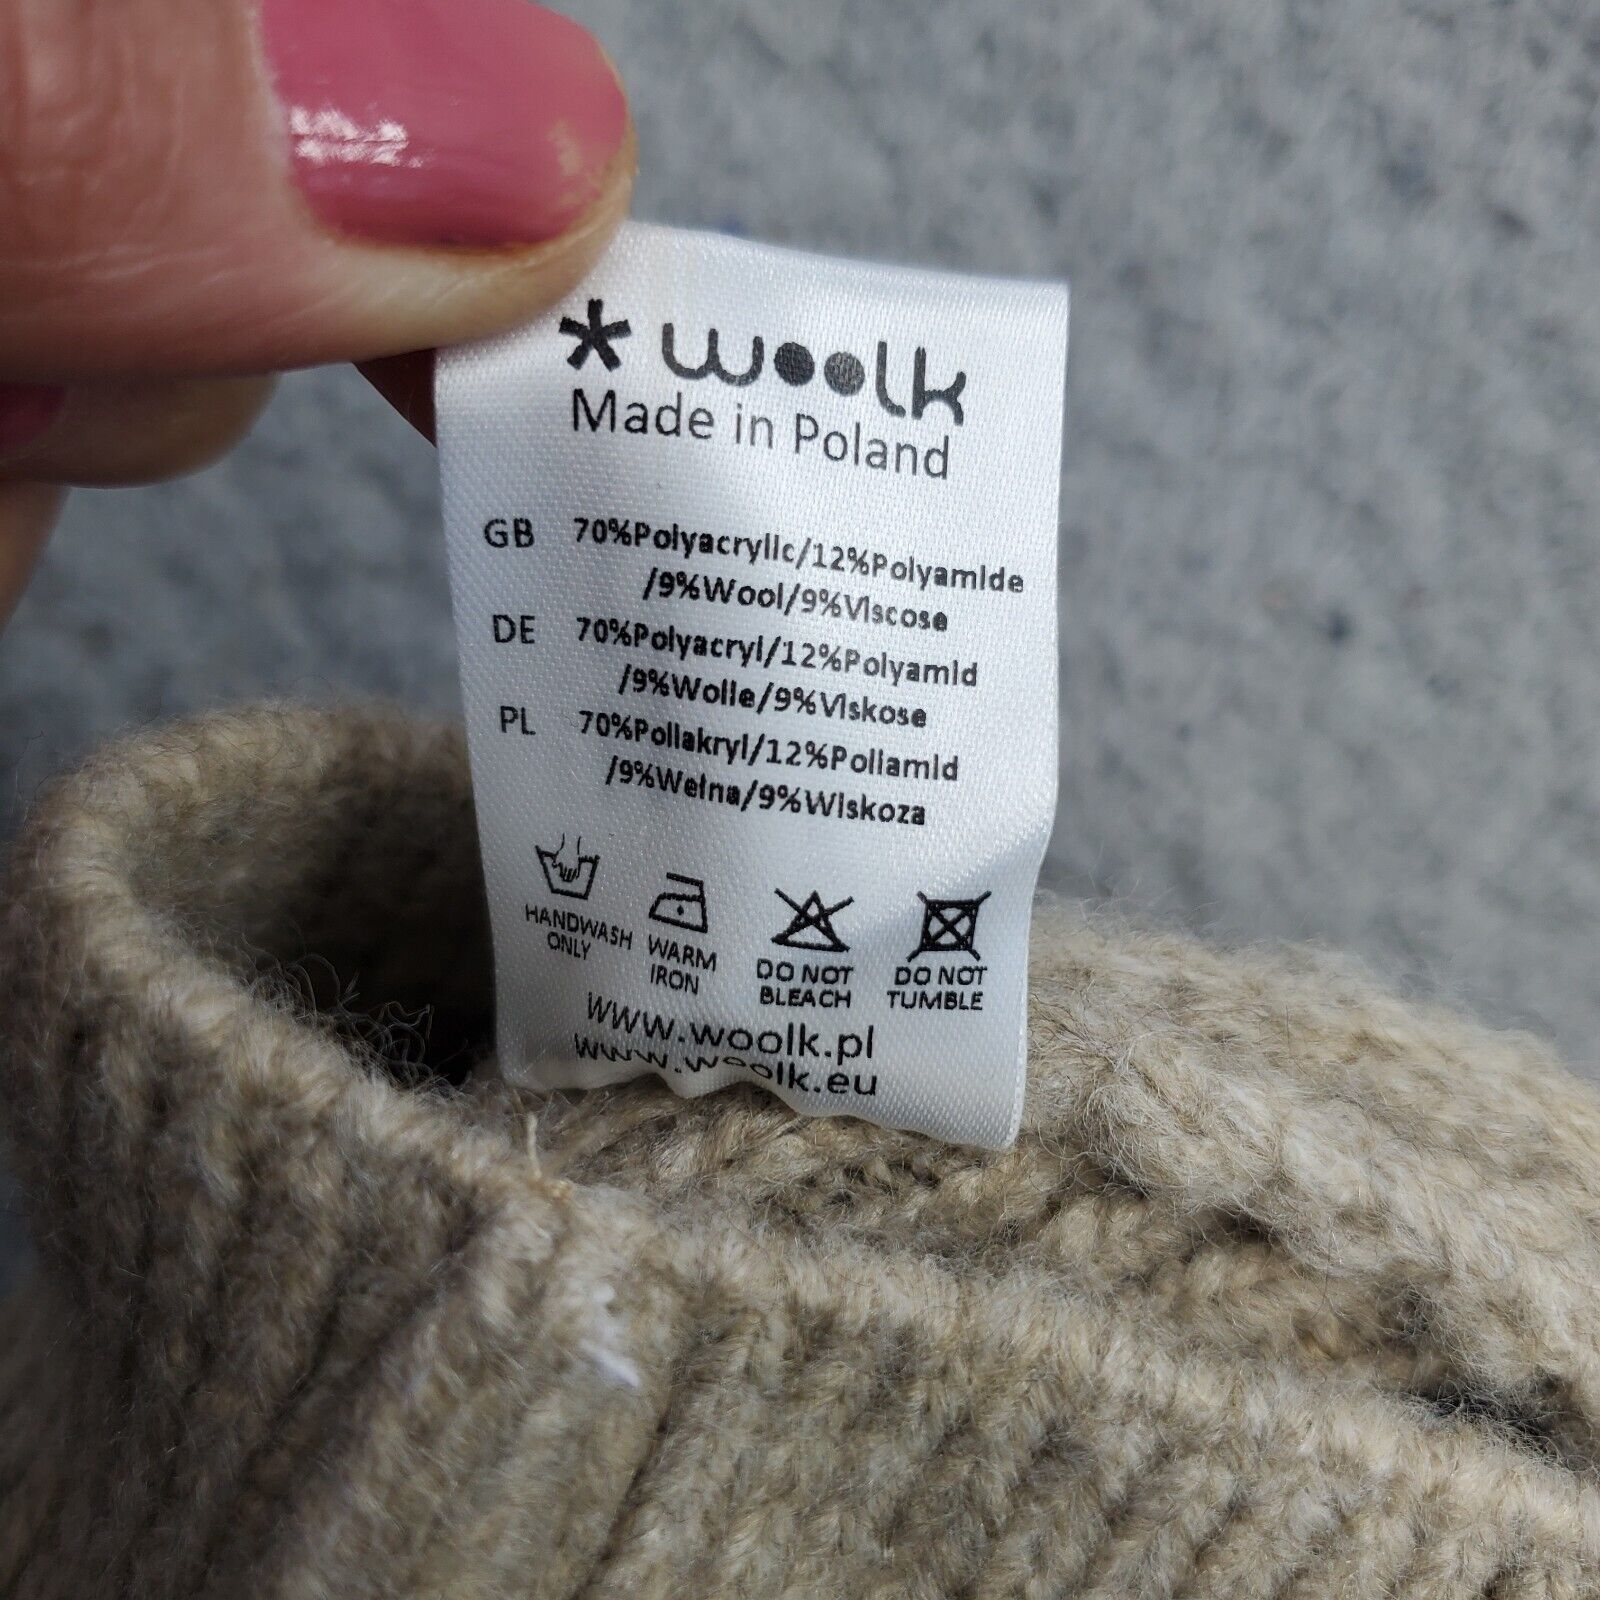 *woolk
Made in Poland
GB 70%Polyacrylic/12%Polyamide
/9%Wool/9%Viscose
DE 70%Polyacryl/12%Polyamid
/9%Wolle/9%Viskose
PL 70%Poliakryl/12%Poliamid
/9%Wełna/9%Wiskoza
HANDWASH
ONLY
WARM
IRON
DO NOT
BLEACH
DO NOT
TUMBLE
www.woolk.pl
www.woolk.eu